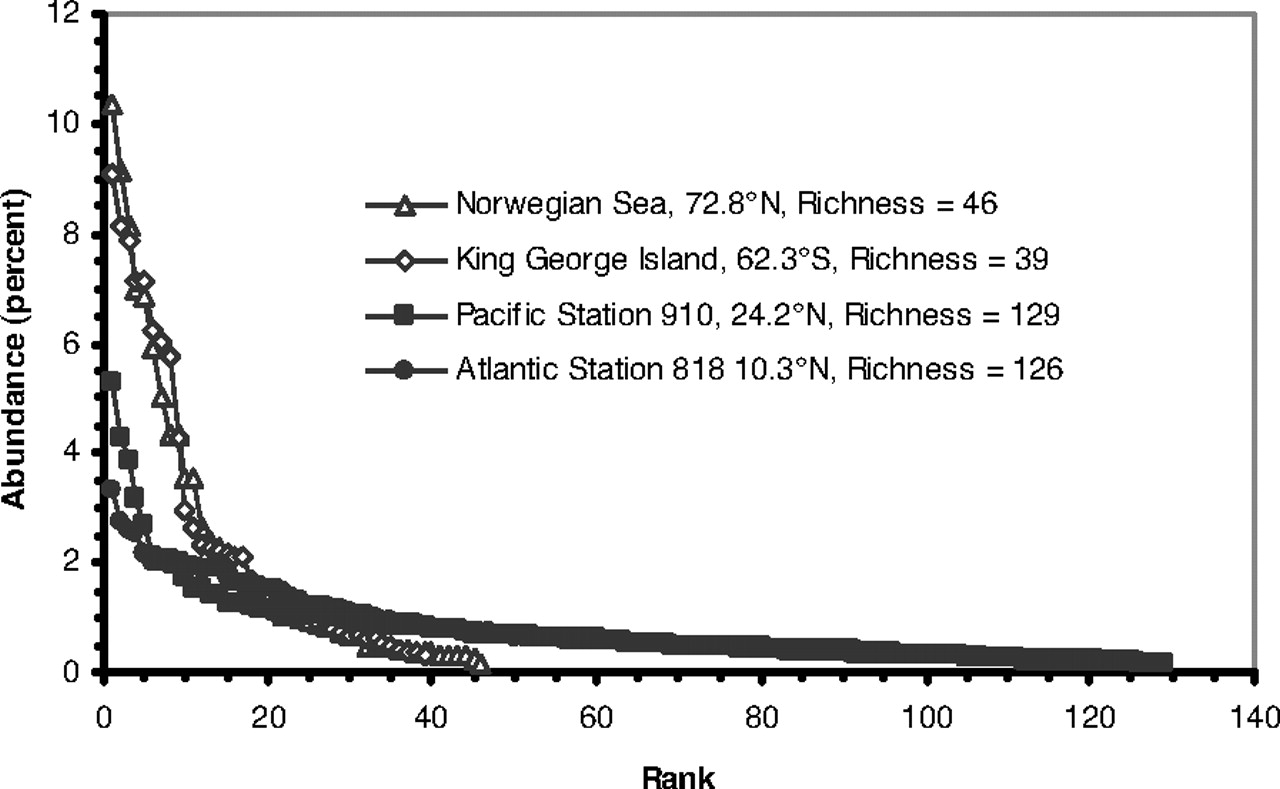 12
10
8
6
4
2
0
Abundance (percent)
Norwegian Sea, 72.8°N, Richness = 46
King George Island, 62.3°S, Richness = 39
Pacific Station 910, 24.2°N, Richness = 129
Atlantic Station 818 10.3°N, Richness = 126
0 20 40 60 80 100 120 140
Rank